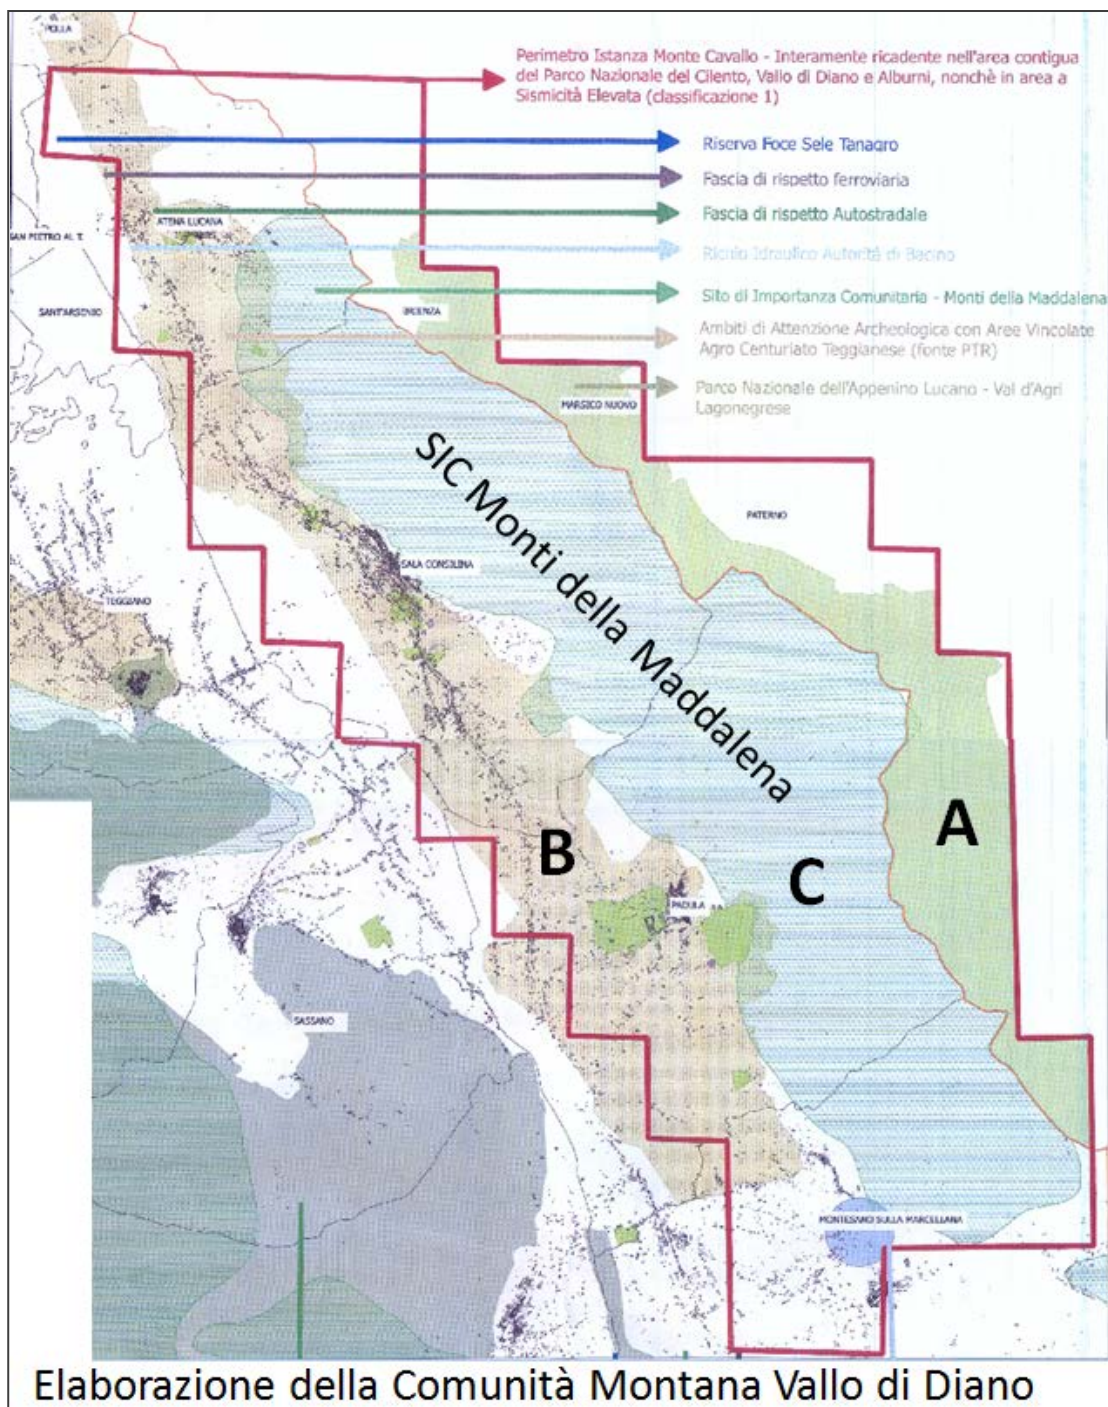 POLLA
Perimetro Istanza Monte Cavallo - Interamente ricadente nell'area contigua
del Parco Nazionale del Cilento, Vallo di Diano e Alburni, nonchè in area a
Sismicità Elevata (classificazione 1)
Riserva Foce Sele Tanagro
Fascia di rispetto ferroviaria
Fascia di rispetto Autostradale
ATENA LUCANA
SAN PIETRO AL T.
Idraulico Autorità di Bacino
Sito di Importanza Comunitaria - Monti della Maddalena
SANT'ARSENIO
BRIENZA
Ambiti di Attenzione Archeologica con Aree Vincolate
Agro Centuriato Teggianese (fonte PTR)
Parco Nazionale dell'Appenino Lucano - Val d'Agri
Lagonegrese
MARSICO NUOVO
SIC Monti della Maddalena
PATERNO
SALA CONSILINA
TEGGIANO
A
B
C
PADULA
SASSANO
MONTESANO SULLA MARCELLANA
Elaborazione della Comunità Montana Vallo di Diano